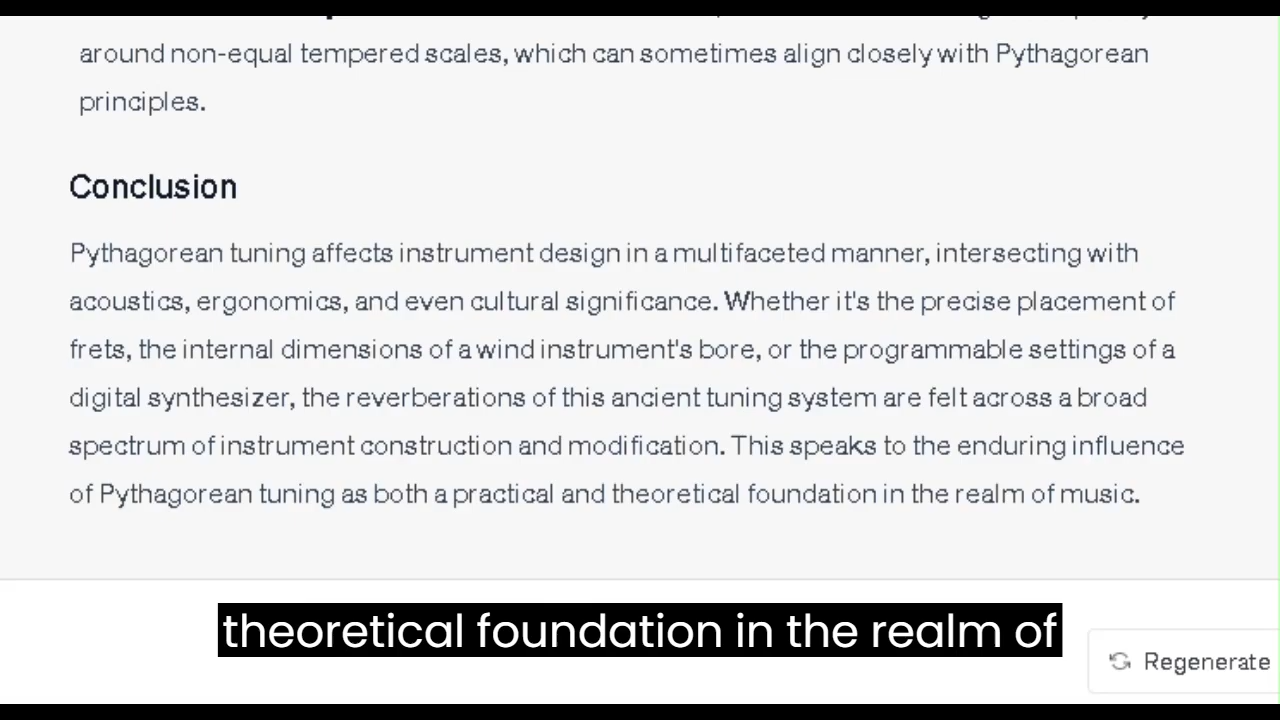 around non-equal tempered scales, which can sometimes align closely with Pythagorean
principles.
Conclusion
Pythagorean tuning affects instrument design in a multifaceted manner, intersecting with
acoustics, ergonomics, and even cultural significance. Whether it's the precise placement of
frets, the internal dimensions of a wind instrument's bore, or the programmable settings of a
digital synthesizer, the reverberations of this ancient tuning system are felt across a broad
spectrum of instrument construction and modification. This speaks to the enduring influence
of Pythagorean tuning as both a practical and theoretical foundation in the realm of music.
theoretical foundation in the realm of
Regenerate